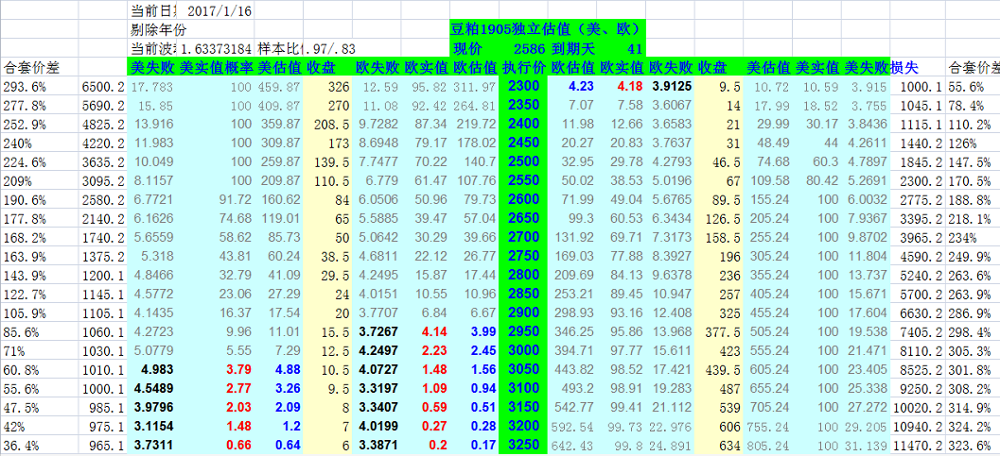 当前日 2017/1/16
剔除年份 豆粕1905独立估值（美、欧）
当前波 1.63373184 样本比 .97/.83 现价 2586 到期天 41
合套价差 美失败 美实值概率 美估值 收盘 欧失败 欧实值 欧估值 执行价 欧估值 欧实值 欧失败 收盘 美估值 美实值 美失败 损失 合套价差
293.6% 6500.2 17.783 100 459.87 326 12.59 95.82 311.97 2300 4.23 4.18 3.9125 9.5 10.72 10.59 3.915 1000.1 55.6%
277.8% 5690.2 15.85 100 409.87 270 11.08 92.42 264.81 2350 7.07 7.58 3.6067 14 17.99 18.52 3.755 1045.1 78.4%
252.9% 4825.2 13.916 100 359.87 208.5 9.7282 87.34 219.72 2400 11.98 12.66 3.6583 21 29.99 30.17 3.8436 1115.1 110.2%
240% 4220.2 11.983 100 309.87 173 8.6948 79.17 178.02 2450 20.27 20.83 3.7637 31 48.49 44 4.2611 1440.2 126%
224.6% 3635.2 10.049 100 259.87 139.5 7.7477 70.22 140.7 2500 32.95 29.78 4.2793 46.5 74.68 60.3 4.7897 1845.2 147.5%
209% 3095.2 8.1157 100 209.87 110.5 6.779 61.47 107.76 2550 50.02 38.53 5.0196 67 109.58 80.42 5.2691 2300.2 170.5%
190.6% 2580.2 6.7721 91.72 160.62 84 6.0506 50.96 79.73 2600 71.99 49.04 5.6765 89.5 155.24 100 6.0032 2775.2 188.8%
177.8% 2140.2 6.1626 74.68 119.01 65 5.5885 39.47 57.04 2650 99.3 60.53 6.3434 126.5 205.24 100 7.9367 3395.2 218.1%
168.2% 1740.2 5.6559 58.62 85.73 50 5.0642 30.29 39.66 2700 131.92 69.71 7.3173 158.5 255.24 100 9.8702 3965.2 234%
163.9% 1375.2 5.318 43.81 60.24 38.5 4.6811 22.12 26.77 2750 169.03 77.88 8.3927 196 305.24 100 11.804 4590.2 249.9%
143.9% 1200.1 4.8466 32.79 41.09 29.5 4.2495 15.87 17.44 2800 209.69 84.13 9.6378 236 355.24 100 13.737 5240.2 263.6%
122.7% 1145.1 4.5772 23.06 27.29 24 4.0151 10.55 10.96 2850 253.21 89.45 10.947 257 405.24 100 15.671 5700.2 263.9%
105.9% 1105.1 4.1435 16.37 17.54 20 3.7707 6.84 6.67 2900 298.93 93.16 12.408 325 455.24 100 17.604 6630.2 286.9%
85.6% 1060.1 4.2723 9.96 11.01 15.5 3.7267 4.14 3.99 2950 346.25 95.86 13.968 377.5 505.24 100 19.538 7405.2 298.4%
71% 1030.1 5.0779 5.55 7.29 12.5 4.2497 2.23 2.45 3000 394.71 97.77 15.611 423 555.24 100 21.471 8110.2 305.3%
60.8% 1010.1 4.983 3.79 4.88 10.5 4.0727 1.48 1.56 3050 443.82 98.52 17.421 439.5 605.24 100 23.405 8525.2 301.8%
55.6% 1000.1 4.5489 2.77 3.26 9.5 3.3197 1.09 0.94 3100 493.2 98.91 19.283 487 655.24 100 25.338 9250.2 308.2%
47.5% 985.1 3.9796 2.03 2.09 8 3.3407 0.59 0.51 3150 542.77 99.41 21.112 539 705.24 100 27.272 10020.2 314.9%
42% 975.1 3.1154 1.48 1.2 7 4.0199 0.27 0.28 3200 592.54 99.73 22.976 606 755.24 100 29.205 10940.2 324.2%
36.4% 965.1 3.7311 0.66 0.64 6 3.3871 0.2 0.17 3250 642.43 99.8 24.891 634 805.24 100 31.139 11470.2 323.6%